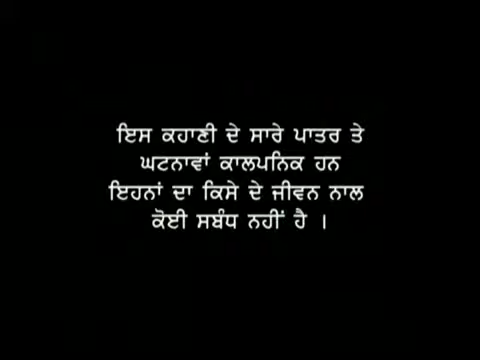 ਇਸ ਕਹਾਣੀ ਦੇ ਸਾਰੇ ਪਾਤਰ ਤੇ
ਘਟਨਾਵਾਂ ਕਾਲਪਨਿਕ ਹਨ
ਇਹਨਾਂ ਦਾ ਕਿਸੇ ਦੇ ਜੀਵਨ ਨਾਲ
ਕੋਈ ਸਬੰਧ ਨਹੀਂ ਹੈ ।